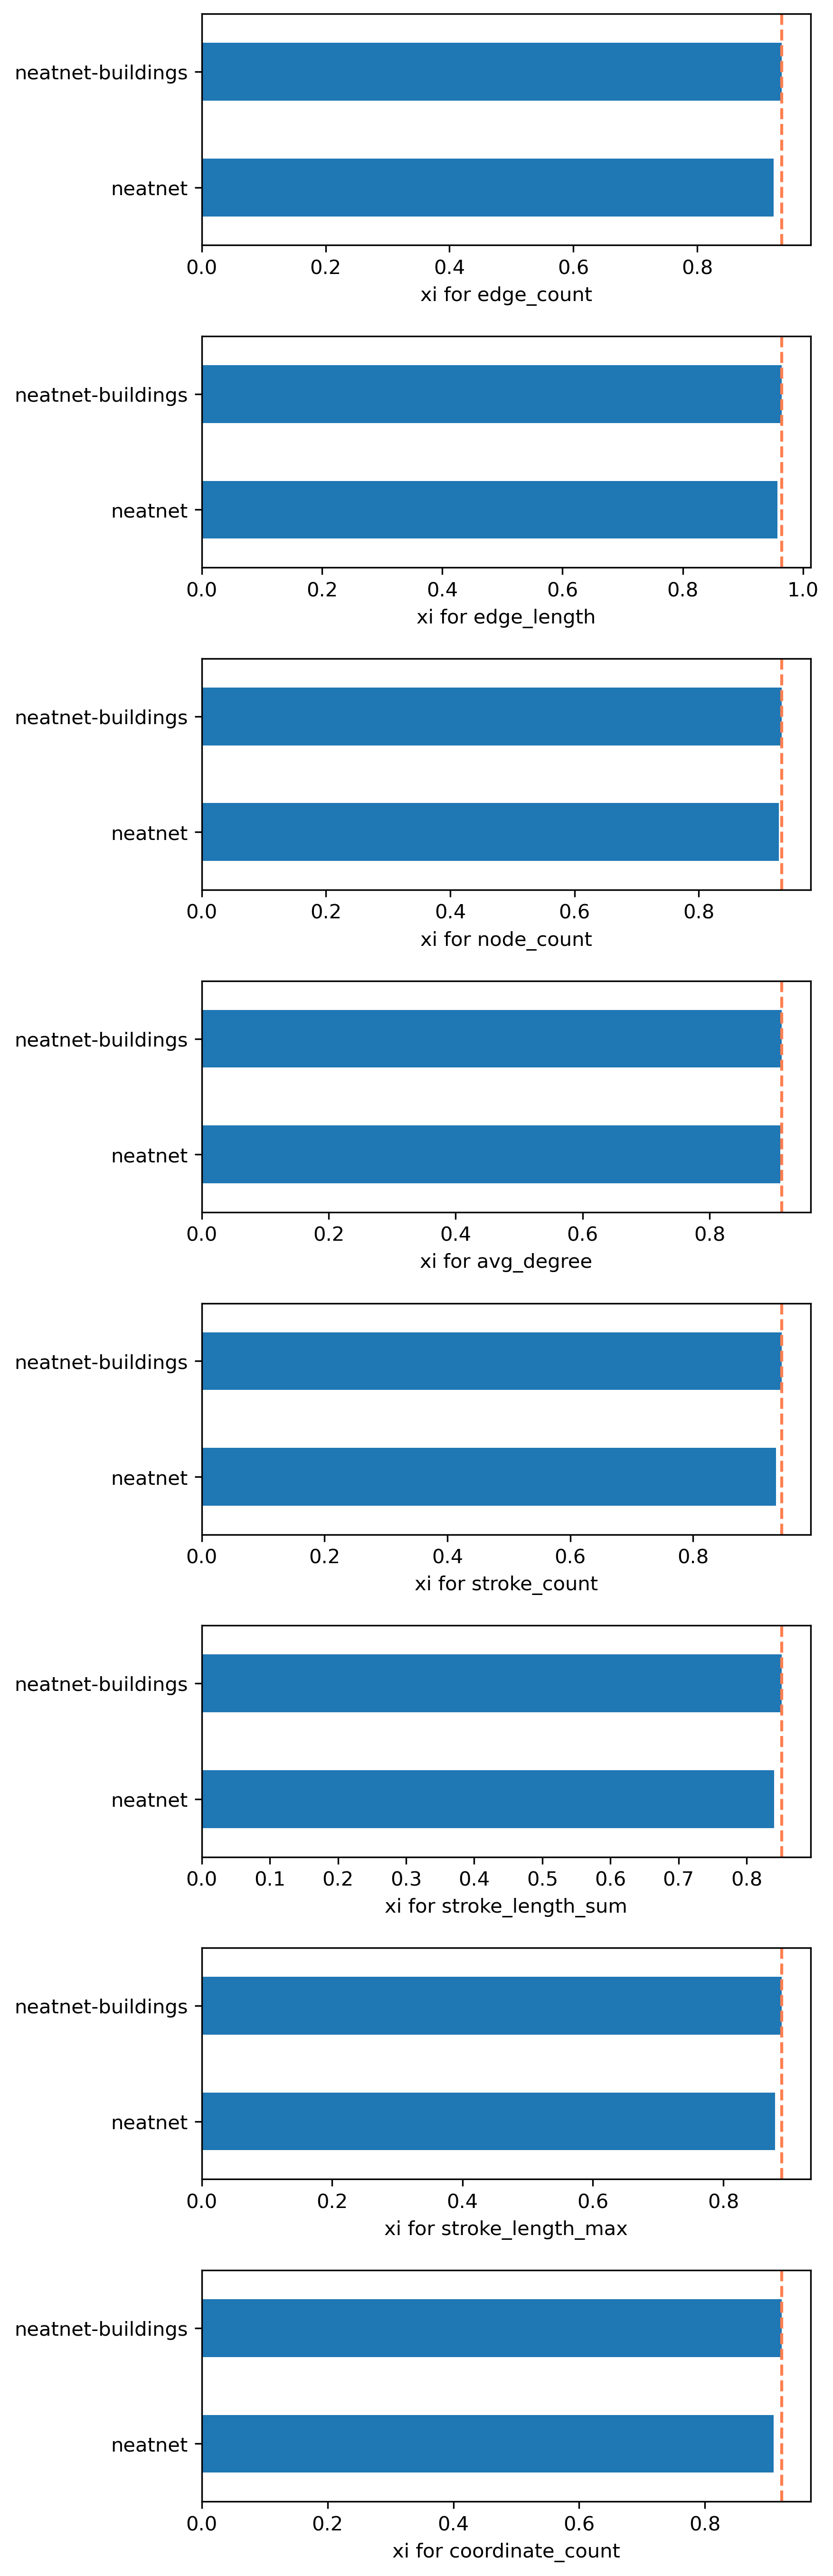 neatnet-buildings
neatnet
0.0 0.2 0.4 0.6 0.8
xi for edge_count
neatnet-buildings
neatnet
0.0 0.2 0.4 0.6 0.8 1.0
xi for edge_length
neatnet-buildings
neatnet
0.0 0.2 0.4 0.6 0.8
xi for node_count
neatnet-buildings
neatnet
0.0 0.2 0.4 0.6 0.8
xi for avg_degree
neatnet-buildings
neatnet
0.0 0.2 0.4 0.6 0.8
xi for stroke_count
neatnet-buildings
neatnet
0.0 0.1 0.2 0.3 0.4 0.5 0.6 0.7 0.8
xi for stroke_length_sum
neatnet-buildings
neatnet
0.0 0.2 0.4 0.6 0.8
xi for stroke_length_max
neatnet-buildings
neatnet
0.0 0.2 0.4 0.6 0.8
xi for coordinate_count